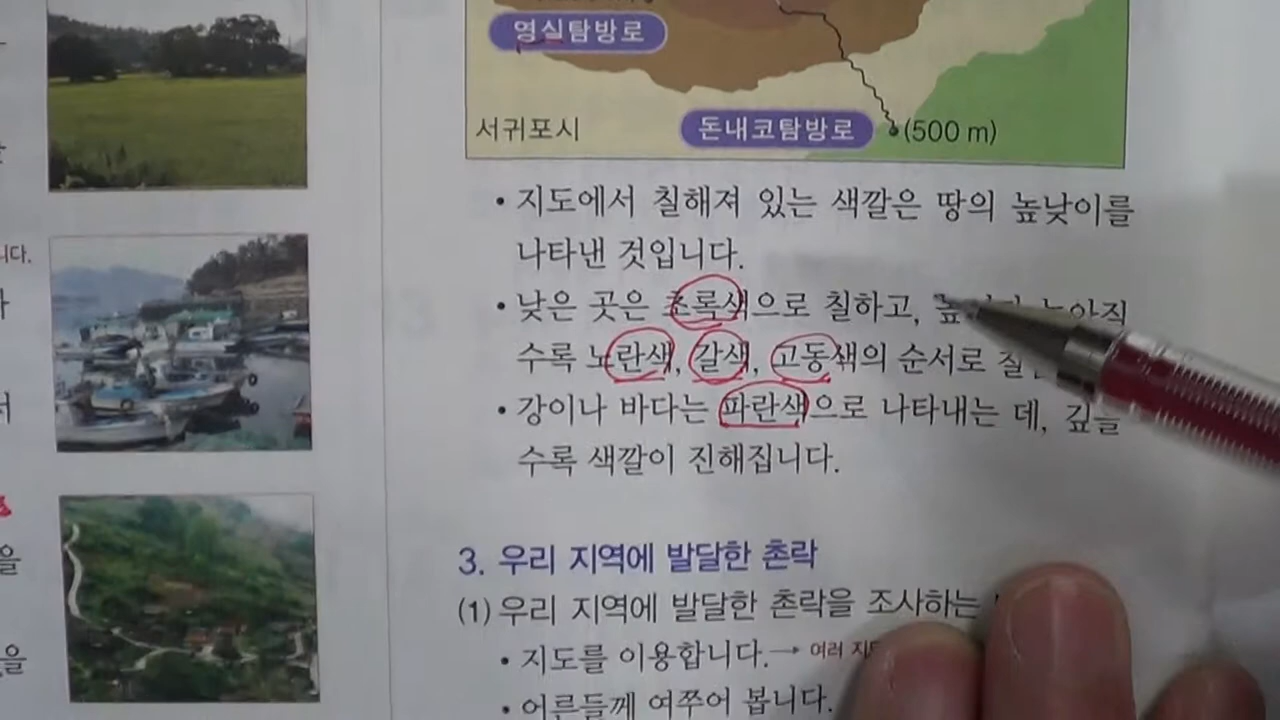 영실탐방로
서귀포시
돈내코탐방로
(500 m)
• 지도에서 칠해져 있는 색깔은 땅의 높낮이를
나타낸 것입니다.
• 낮은 곳은 초록색으로 칠하고,
수록 노란색, 갈색, 고동색의 순서로
• 강이나 바다는 파란색으로 나타내는 데, 깊을
수록 색깔이 진해집니다.
3. 우리 지역에 발달한 촌락
(1) 우리 지역에 발달한 촌락을 조사하는
• 지도를 이용합니다.→ 여러
• 어른들께 여쭈어 봅니다.
니다.
을
을